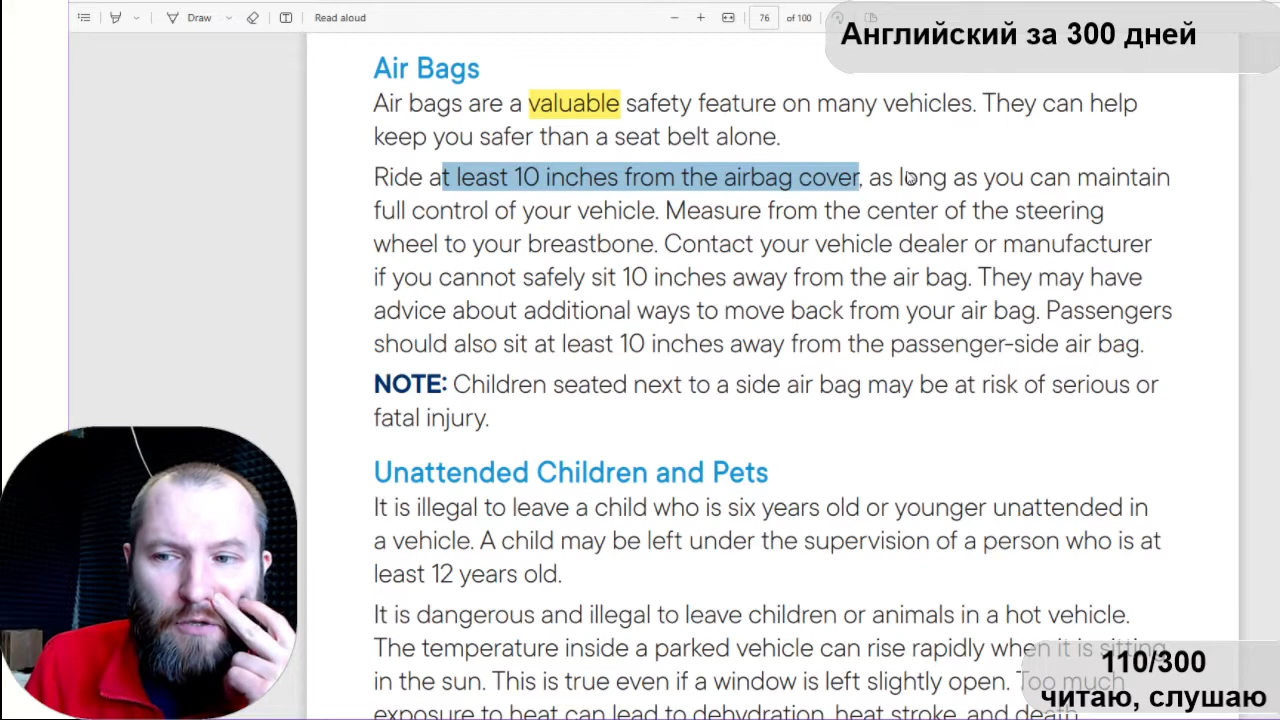 Draw
Read aloud
76
of 100
Английский за 300 дней
Air Bags
Air bags are a valuable safety feature on many vehicles. They can help
keep you safer than a seat belt alone.
Ride at least 10 inches from the airbag cover, as long as you can maintain
full control of your vehicle. Measure from the center of the steering
wheel to your breastbone. Contact your vehicle dealer or manufacturer
if you cannot safely sit 10 inches away from the air bag. They may have
advice about additional ways to move back from your air bag. Passengers
should also sit at least 10 inches away from the passenger-side air bag.
NOTE: Children seated next to a side air bag may be at risk of serious or
fatal injury.
Unattended Children and Pets
It is illegal to leave a child who is six years old or younger unattended in
a vehicle. A child may be left under the supervision of a person who is at
least 12 years old.
It is dangerous and illegal to leave children or animals in a hot vehicle.
The temperature inside a parked vehicle can rise rapidly when it is sitting
in the sun. This is true even if a window is left slightly open. Too much
exposure to heat can lead to dehydration, heat stroke, and death.
110/300
читаю, слушаю